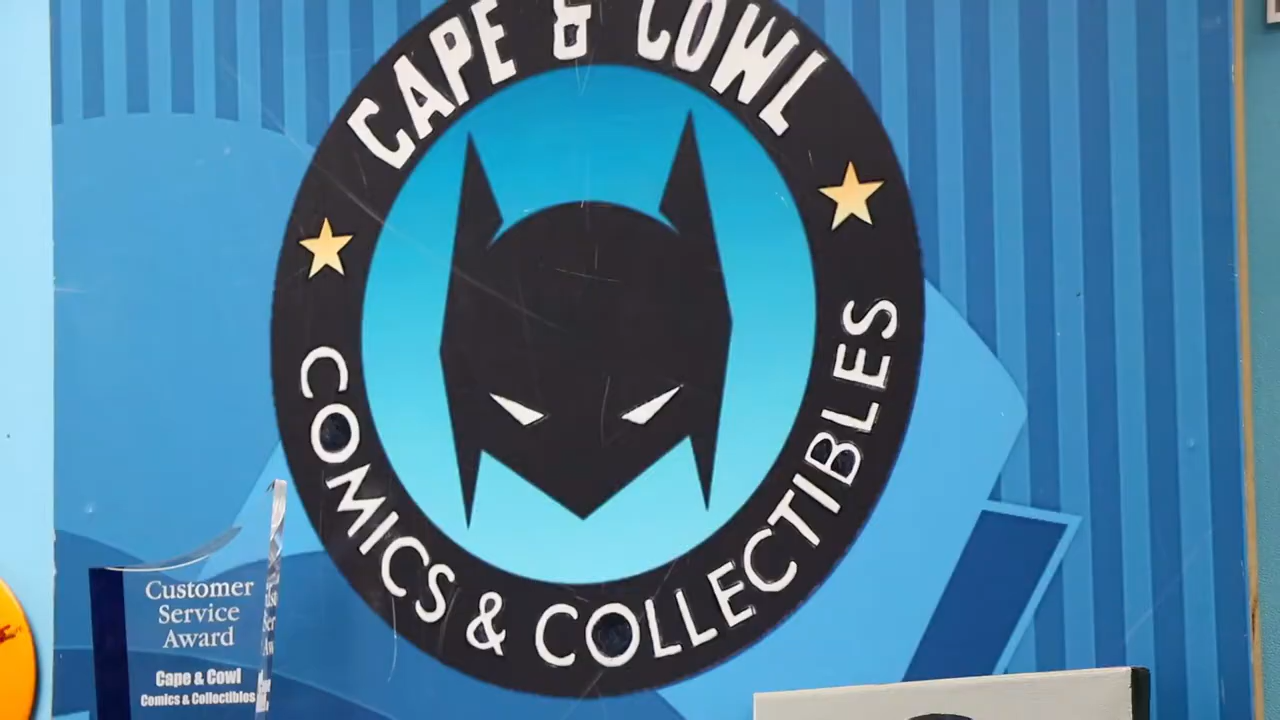 CAPE & COWL
COMICS & COLLECTIBLES
Customer
Service
Award
Cape & Cowl
Comics & Collectibles